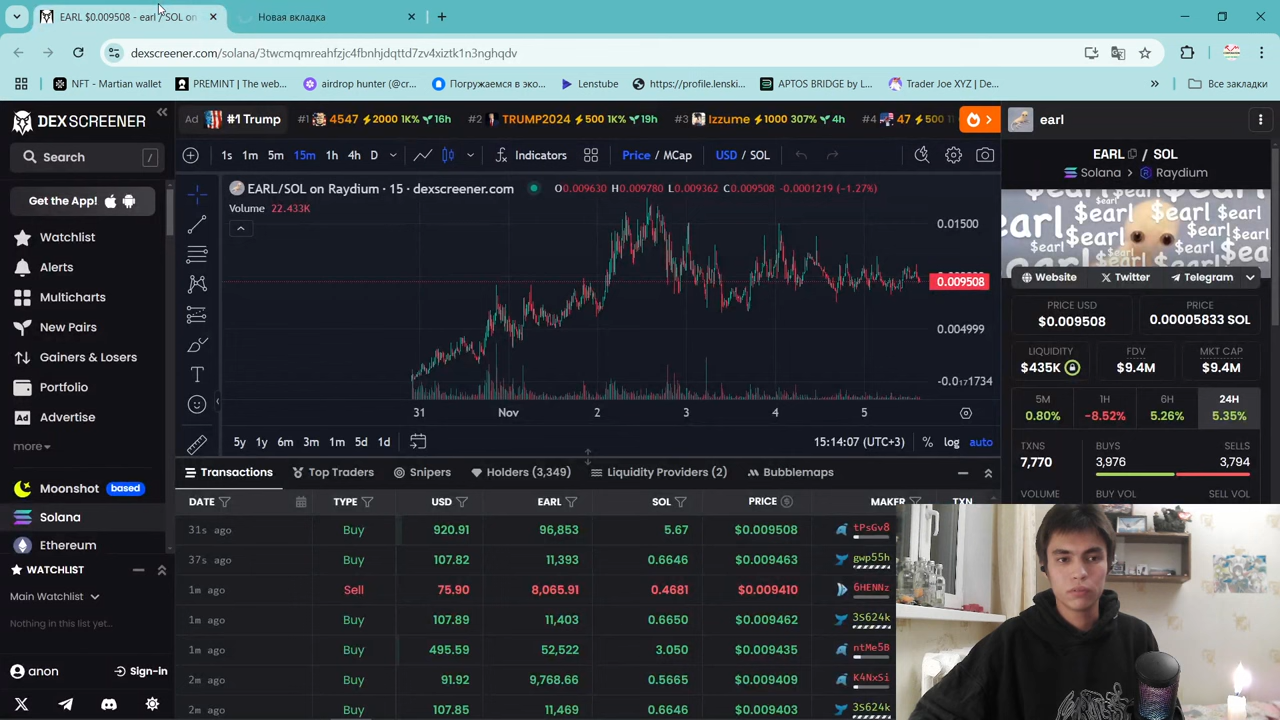 EARL $0.009508 - earl / SOL on
Новая вкладка
dexscreener.com/solana/3twcmqmreahfzjc4fbnhjdqttd7zv4xiztk1n3nghqdv
NFT - Martian wallet
PREMINT | The web...
airdrop hunter (@cr...
Погружаемся в эко...
Lenstube
https://profile.lenski...
APTOS BRIDGE by L...
Trader Joe XYZ | De...
»
Все закладки
DEXSCREENER
Ad #1 Trump #1 4547 ⚡2000 1K% 16h #2 TRUMP2024 ⚡500 1K% 19h #3 Izzume ⚡1000 307% 4h #4 47 ⚡500
earl
Search /
Get the App!
Watchlist
Alerts
Multicharts
New Pairs
Gainers & Losers
Portfolio
Advertise
more
Moonshot based
Solana
Ethereum
WATCHLIST
Main Watchlist
Nothing in this list yet...
anon Sign-in
1s 1m 5m 15m 1h 4h D Indicators Price / MCap USD / SOL
EARL/SOL on Raydium · 15 · dexscreener.com O0.009630 H0.009780 L0.009362 C0.009508 -0.0001219 (-1.27%)
Volume 22.433K
0.01500
0.009508
0.004999
-0.0₁₇1734
31 Nov 2 3 4 5
5y 1y 6m 3m 1m 5d 1d 15:14:07 (UTC+3) % log auto
Transactions Top Traders Snipers Holders (3,349) Liquidity Providers (2) Bubblemaps
DATE TYPE USD EARL SOL PRICE MAKER TXN
31s ago Buy 920.91 96,853 5.67 $0.009508 tPsGv8
37s ago Buy 107.82 11,393 0.6646 $0.009463 gwp55h
1m ago Sell 75.90 8,065.91 0.4681 $0.009410 6HENNz
1m ago Buy 107.89 11,403 0.6650 $0.009462 3S624k
1m ago Buy 495.59 52,522 3.050 $0.009435 ntMe5B
2m ago Buy 91.92 9,768.66 0.5665 $0.009409 K4NxSi
2m ago Buy 107.85 11,469 0.6648 $0.009403 3S624k
EARL / SOL
Solana > Raydium
$earl $earl $earl $earl
Website Twitter Telegram
PRICE USD
$0.009508
PRICE
0.00005833 SOL
LIQUIDITY
$435K
FDV
$9.4M
MKT CAP
$9.4M
5M
0.80%
1H
-8.52%
6H
5.26%
24H
5.35%
TXNS
7,770
BUYS
3,976
SELLS
3,794
VOLUME BUY VOL SELL VOL